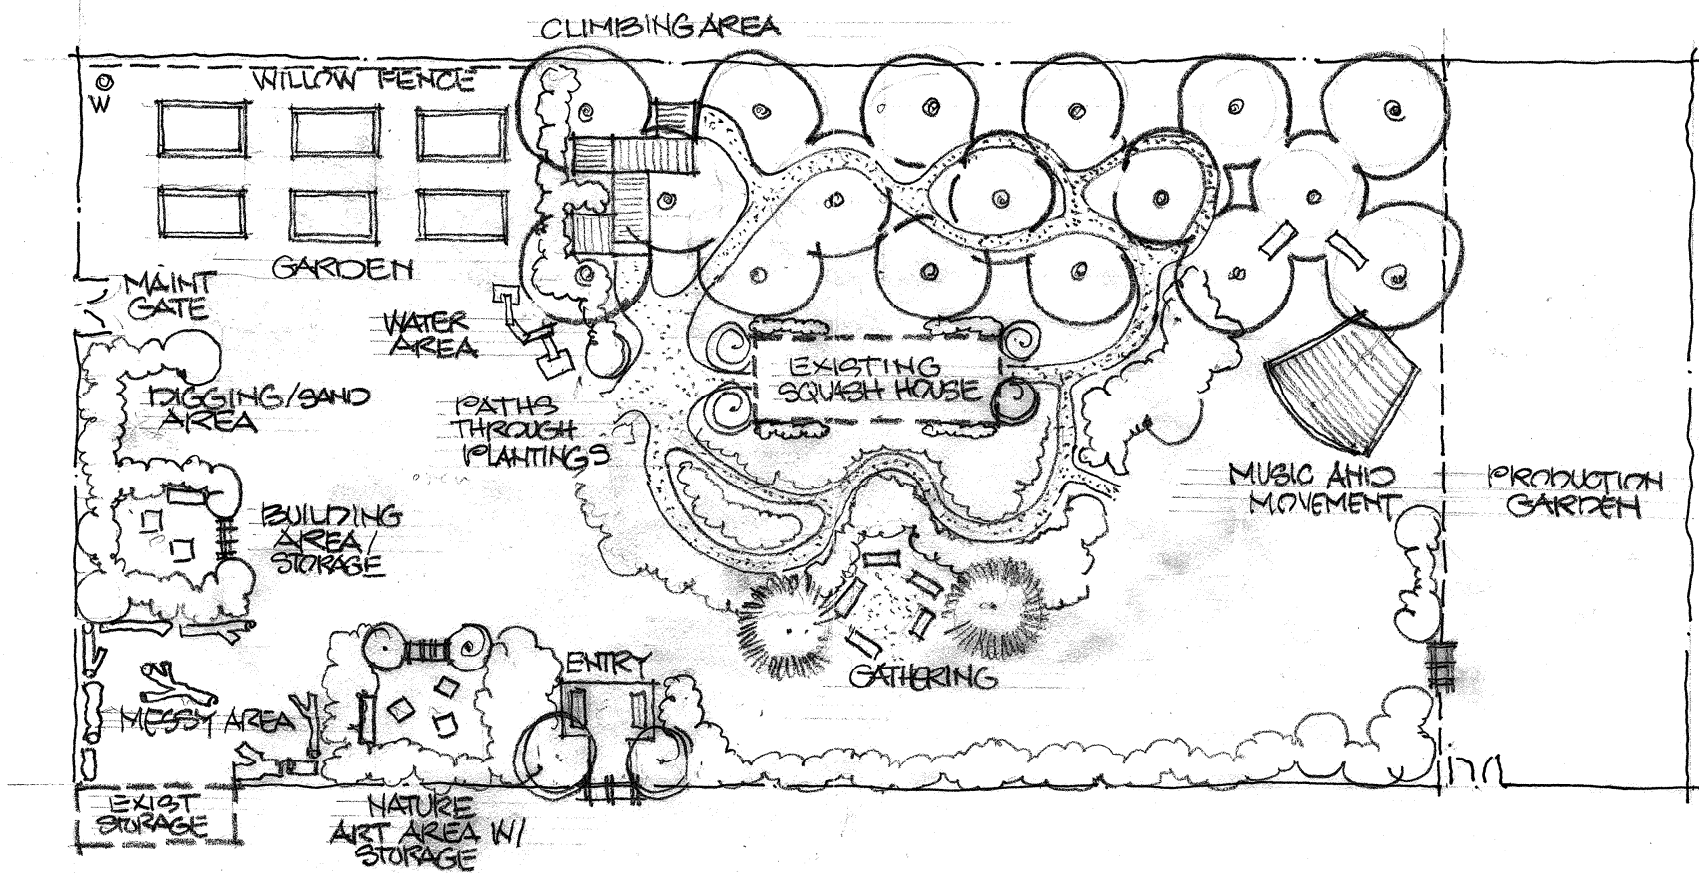 CLIMBING AREA
WILLOW FENCE
W
GARDEN
MAINT
GATE
WATER
AREA
EXISTING
SQUASH HOUSE
DIGGING/SAND
AREA
PATHS
THROUGH
PLANTINGS
MUSIC AND
MOVEMENT
PRODUCTION
GARDEN
BUILDING
AREA/
STORAGE
ENTRY
GATHERING
MESSY AREA
EXIST
STORAGE
NATURE
ART AREA W/
STORAGE